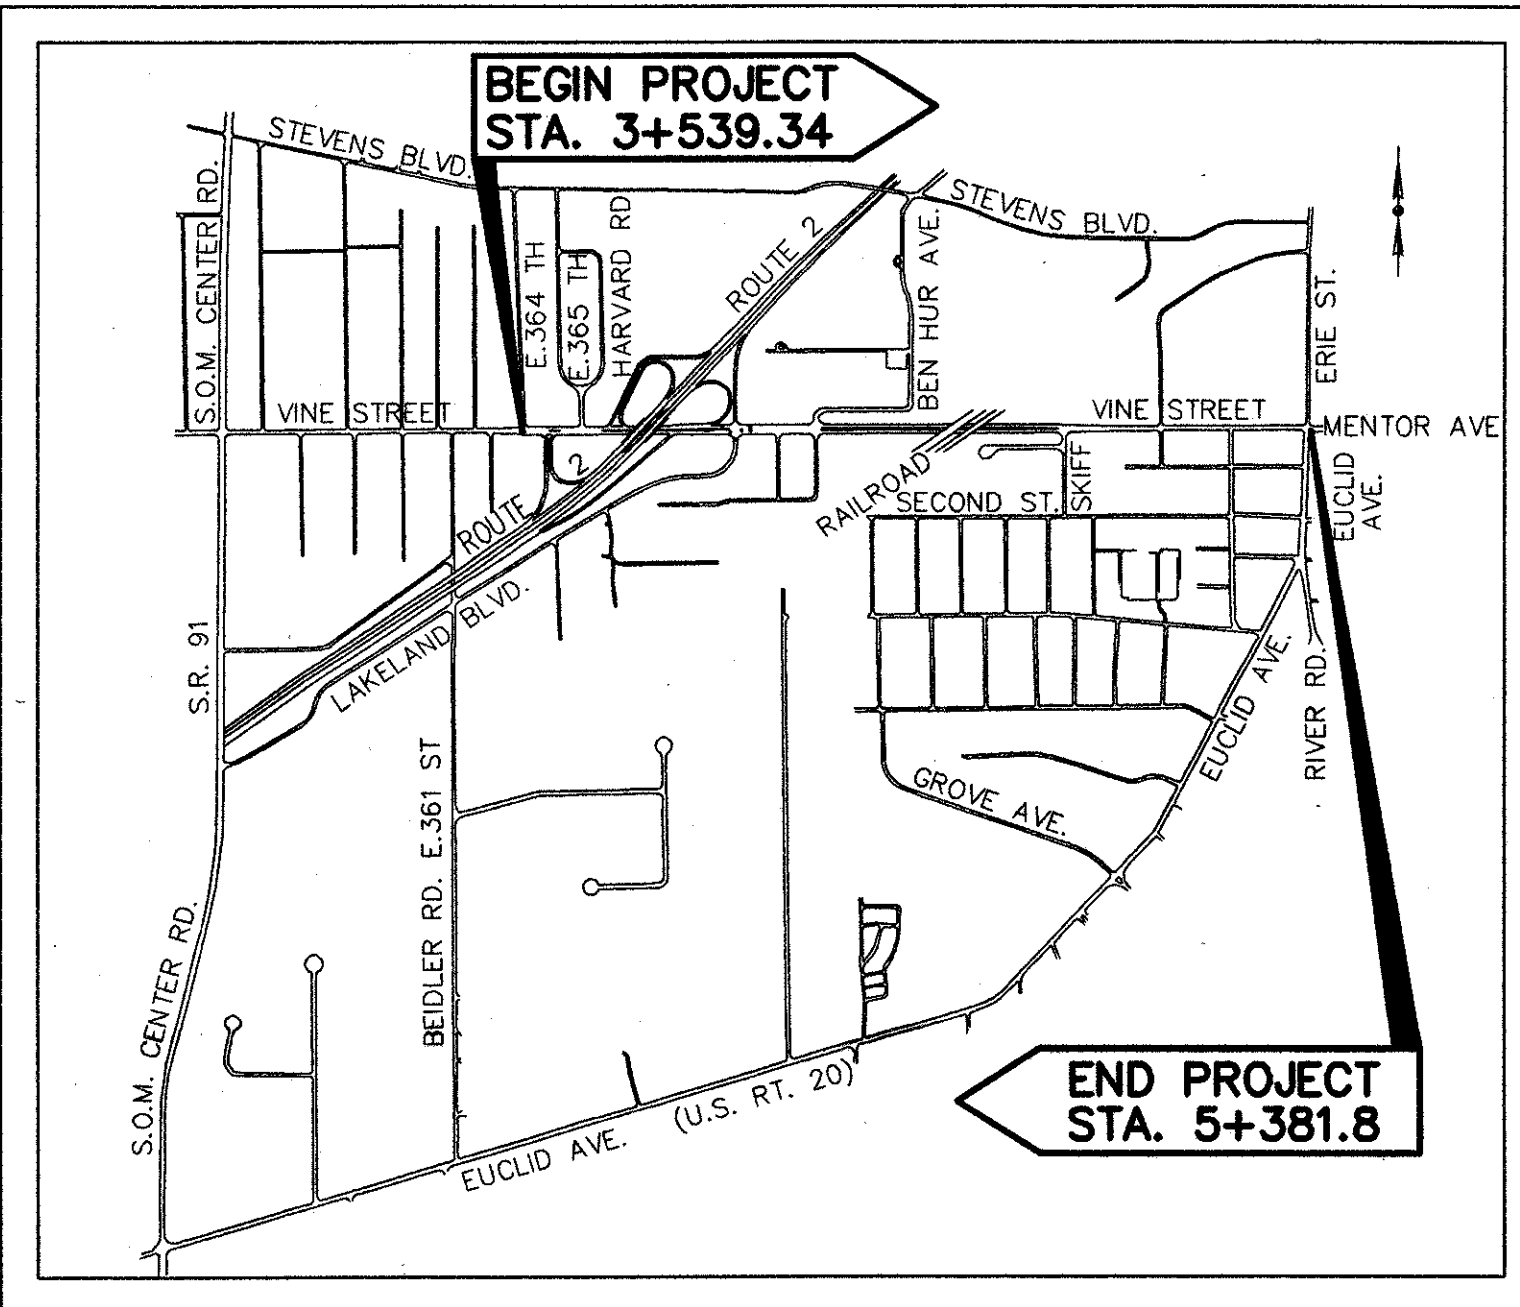 BEGIN PROJECT
STA. 3+539.34
STEVENS BLVD.
STEVENS BLVD.
S.O.M. CENTER RD.
E.364 TH
E.365 TH
HARVARD RD
ROUTE 2
BEN HUR AVE.
ERIE ST.
VINE STREET
VINE STREET
MENTOR AVE
EUCLID
AVE.
ROUTE 2
RAILROAD
SECOND ST.
SKIFF
LAKELAND BLVD.
S.R. 91
BEIDLER RD. E.361 ST
EUCLID AVE.
RIVER RD.
GROVE AVE.
S.O.M. CENTER RD.
EUCLID AVE. (U.S. RT. 20)
END PROJECT
STA. 5+381.8